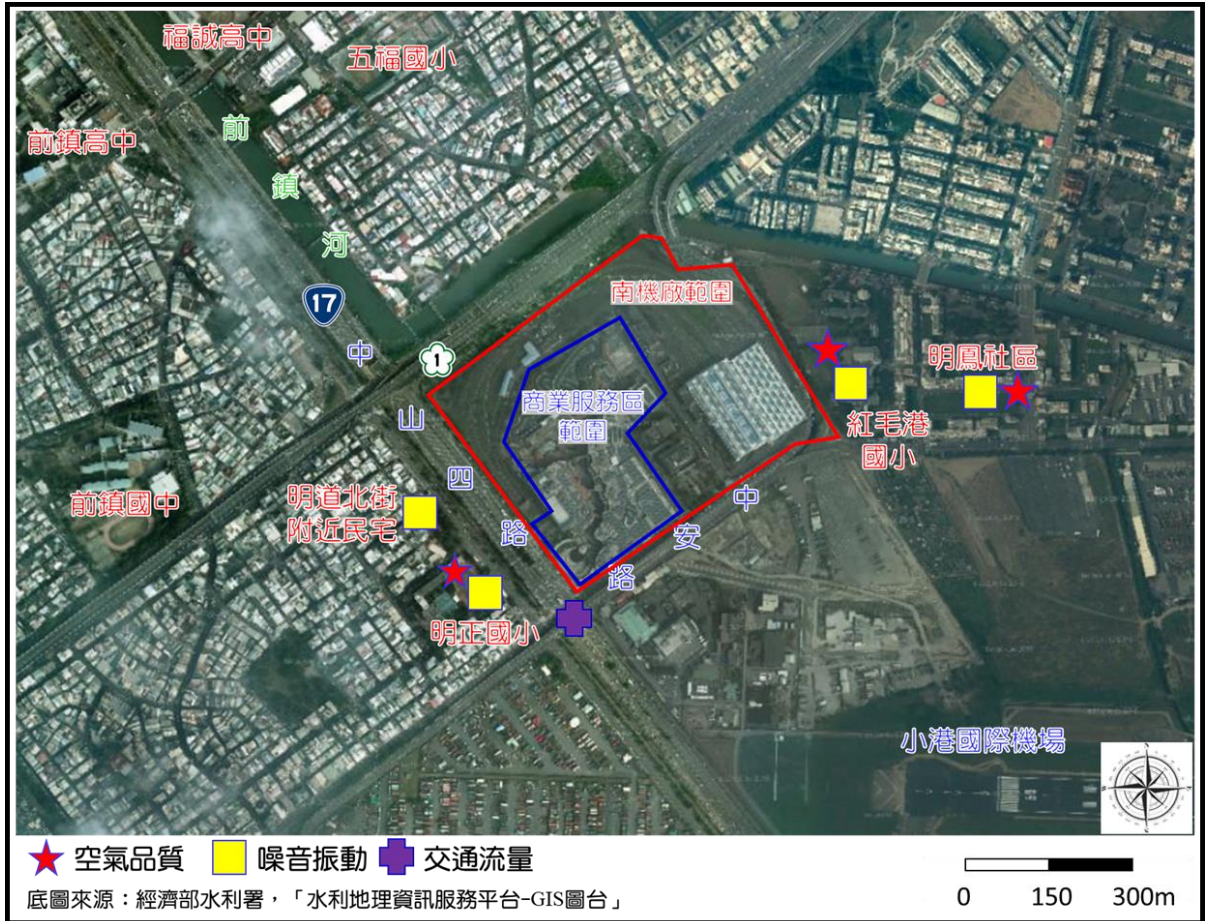 福誠高中
五福國小
前鎮高中
前
鎮
河
17
1
南機廠範圍
商業服務區
範圍
明鳳社區
紅毛港
國小
中
山
四
路
中
安
路
前鎮國中
明道北街
附近民宅
明正國小
小港國際機場
空氣品質
噪音振動
交通流量
底圖來源：經濟部水利署，「水利地理資訊服務平台-GIS圖台」
0 150 300m